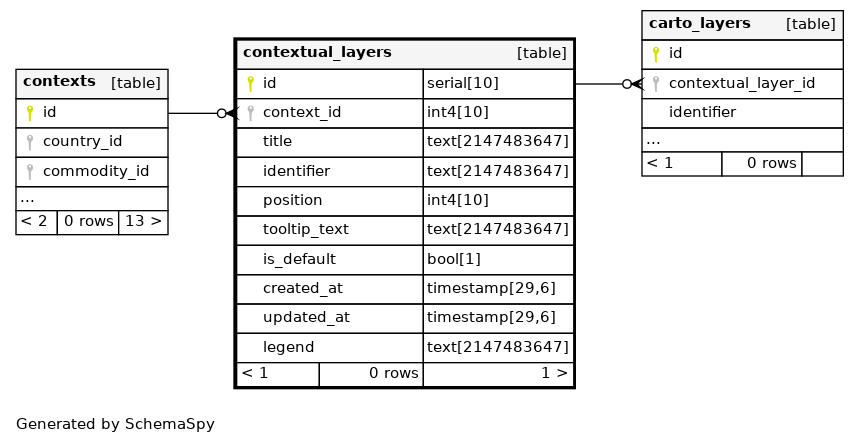 contexts [table]
id
country_id
commodity_id
...
< 2 0 rows 13 >
contextual_layers [table]
id serial[10]
context_id int4[10]
title text[2147483647]
identifier text[2147483647]
position int4[10]
tooltip_text text[2147483647]
is_default bool[1]
created_at timestamp[29,6]
updated_at timestamp[29,6]
legend text[2147483647]
< 1 0 rows 1 >
carto_layers [table]
id
contextual_layer_id
identifier
...
< 1 0 rows
Generated by SchemaSpy